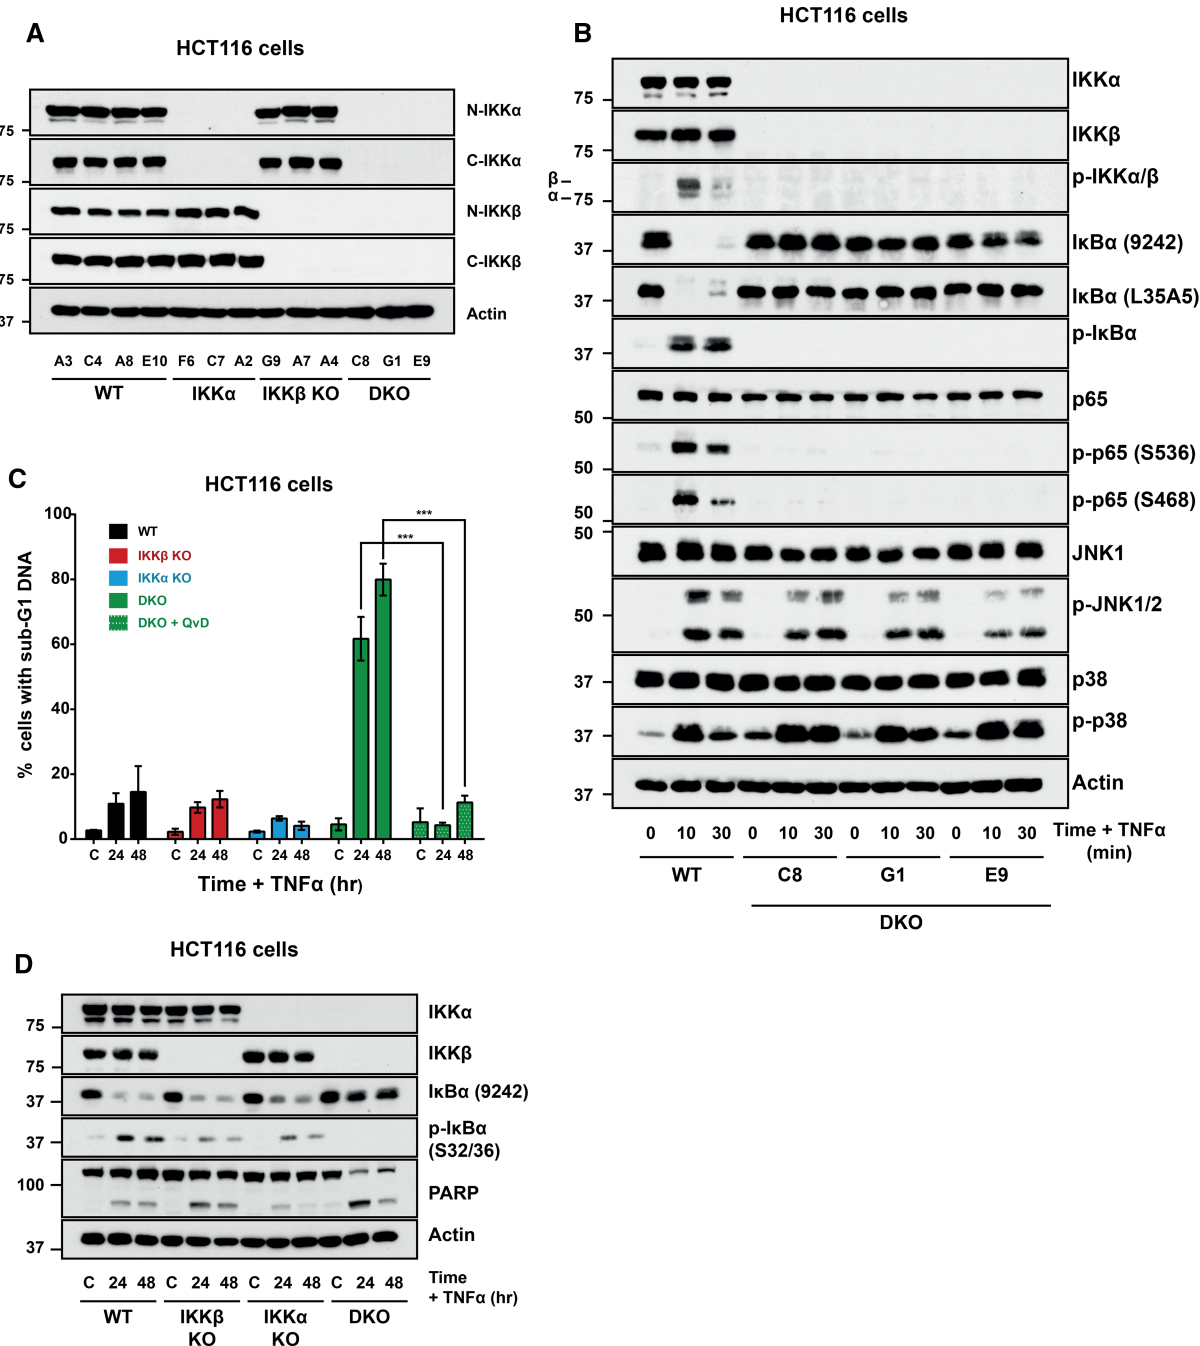 A
HCT116 cells
N-IKKα
75
C-IKKα
75
N-IKKβ
75
C-IKKβ
75
Actin
37
A3 C4 A8 E10 F6 C7 A2 G9 A7 A4 C8 G1 E9
WT IKKα IKKβ KO DKO
B
HCT116 cells
IKKα
75
IKKβ
75
p-IKKα/β
β
α
75
IκBα (9242)
37
IκBα (L35A5)
37
p-IκBα
37
p65
50
p-p65 (S536)
50
p-p65 (S468)
50
50
JNK1
p-JNK1/2
50
p38
37
p-p38
37
Actin
37
0 10 30 0 10 30 0 10 30 0 10 30 Time + TNFα
(min)
WT C8 G1 E9
DKO
C
HCT116 cells
% cells with sub-G1 DNA
100
80
60
40
20
0
WT
IKKβ KO
IKKα KO
DKO
DKO + QvD
***
***
C 24 48 C 24 48 C 24 48 C 24 48 C 24 48
Time + TNFα (hr)
D
HCT116 cells
IKKα
75
IKKβ
75
IκBα (9242)
37
p-IκBα
(S32/36)
37
PARP
100
Actin
37
C 24 48 C 24 48 C 24 48 C 24 48 Time
+ TNFα (hr)
WT IKKβ IKKα DKO
KO KO